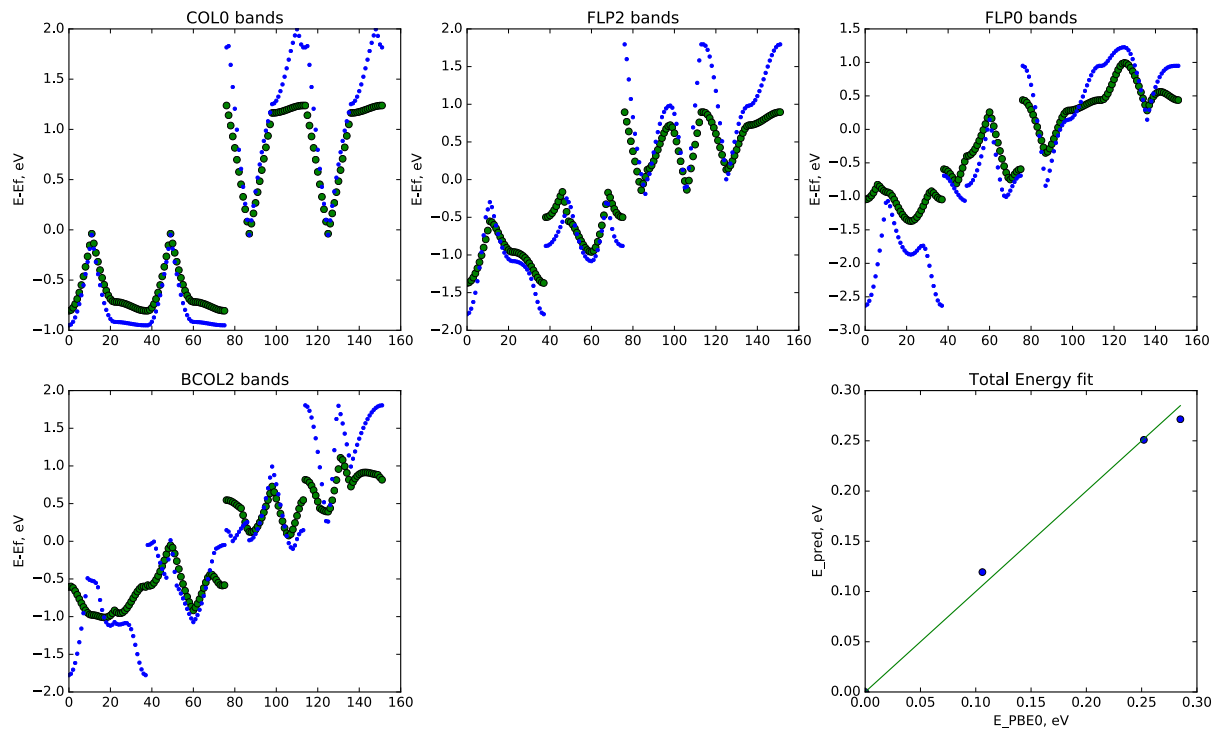 COL0 bands
E-Ef, eV
2.0
1.5
1.0
0.5
0.0
−0.5
−1.0
0 20 40 60 80 100 120 140 160
FLP2 bands
E-Ef, eV
2.0
1.5
1.0
0.5
0.0
−0.5
−1.0
−1.5
−2.0
0 20 40 60 80 100 120 140 160
FLP0 bands
E-Ef, eV
1.5
1.0
0.5
0.0
−0.5
−1.0
−1.5
−2.0
−2.5
−3.0
0 20 40 60 80 100 120 140 160
BCOL2 bands
E-Ef, eV
2.0
1.5
1.0
0.5
0.0
−0.5
−1.0
−1.5
−2.0
0 20 40 60 80 100 120 140 160
Total Energy fit
E_pred, eV
0.30
0.25
0.20
0.15
0.10
0.05
0.00
0.00 0.05 0.10 0.15 0.20 0.25 0.30
E_PBE0, eV